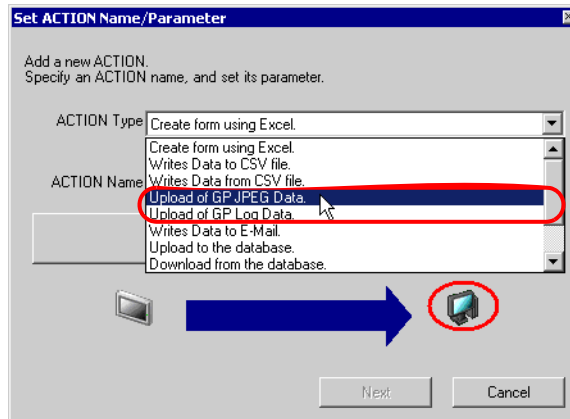 Set ACTION Name/Parameter
Add a new ACTION.
Specify an ACTION name, and set its parameter.
ACTION Type
Create form using Excel.
Create form using Excel.
Writes Data to CSV file.
ACTION Name
Writes Data from CSV file.
Upload of GP JPEG Data.
Upload of GP Log Data.
Writes Data to E-Mail.
Upload to the database.
Download from the database.
Next
Cancel